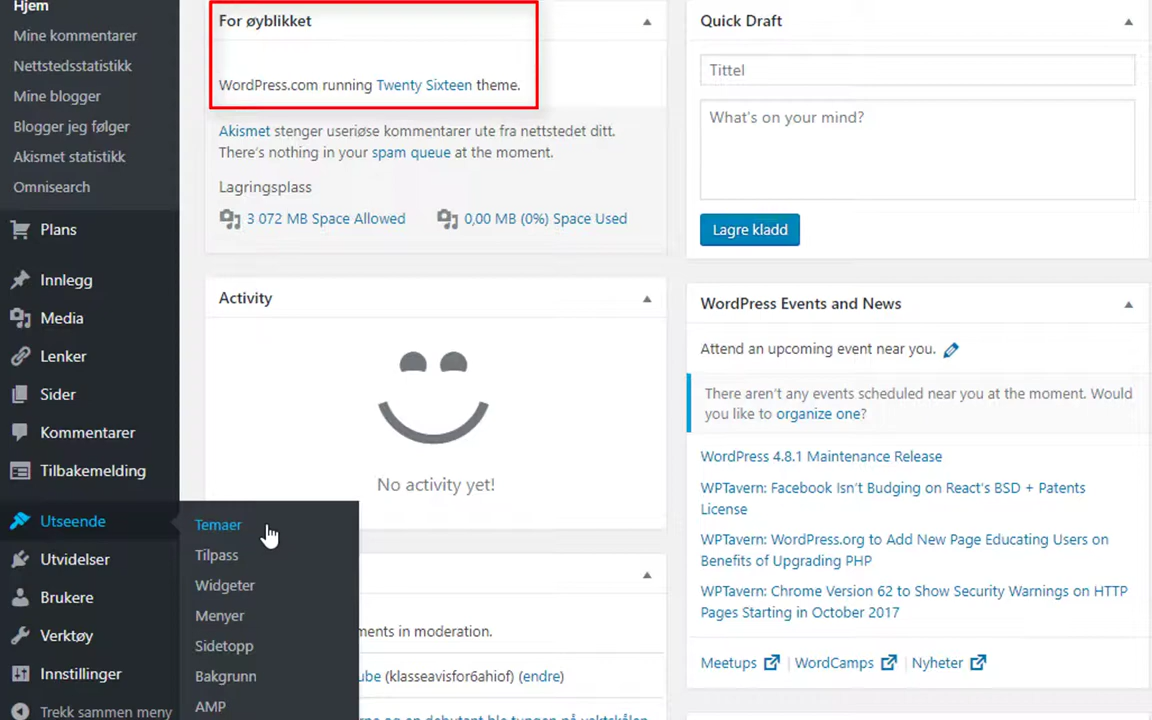 Hjem
Mine kommentarer
Nettstedsstatistikk
Mine blogger
Blogger jeg følger
Akismet statistikk
Omnisearch
Plans
Innlegg
Media
Lenker
Sider
Kommentarer
Tilbakemelding
Utseende
Utvidelser
Brukere
Verktøy
Innstillinger
Trekk sammen meny
Temaer
Tilpass
Widgeter
Menyer
Sidetopp
Bakgrunn
AMP
For øyblikket
WordPress.com running Twenty Sixteen theme.
Akismet stenger useriøse kommentarer ute fra nettstedet ditt.
There's nothing in your spam queue at the moment.
Lagringsplass
3 072 MB Space Allowed
0,00 MB (0%) Space Used
Activity
No activity yet!
ments in moderation.
ube (klasseavisfor6ahiof) (endre)
Quick Draft
Tittel
What's on your mind?
Lagre kladd
WordPress Events and News
Attend an upcoming event near you.
There aren't any events scheduled near you at the moment. Would
you like to organize one?
WordPress 4.8.1 Maintenance Release
WPTavern: Facebook Isn't Budging on React's BSD + Patents
License
WPTavern: WordPress.org to Add New Page Educating Users on
Benefits of Upgrading PHP
WPTavern: Chrome Version 62 to Show Security Warnings on HTTP
Pages Starting in October 2017
Meetups | WordCamps | Nyheter